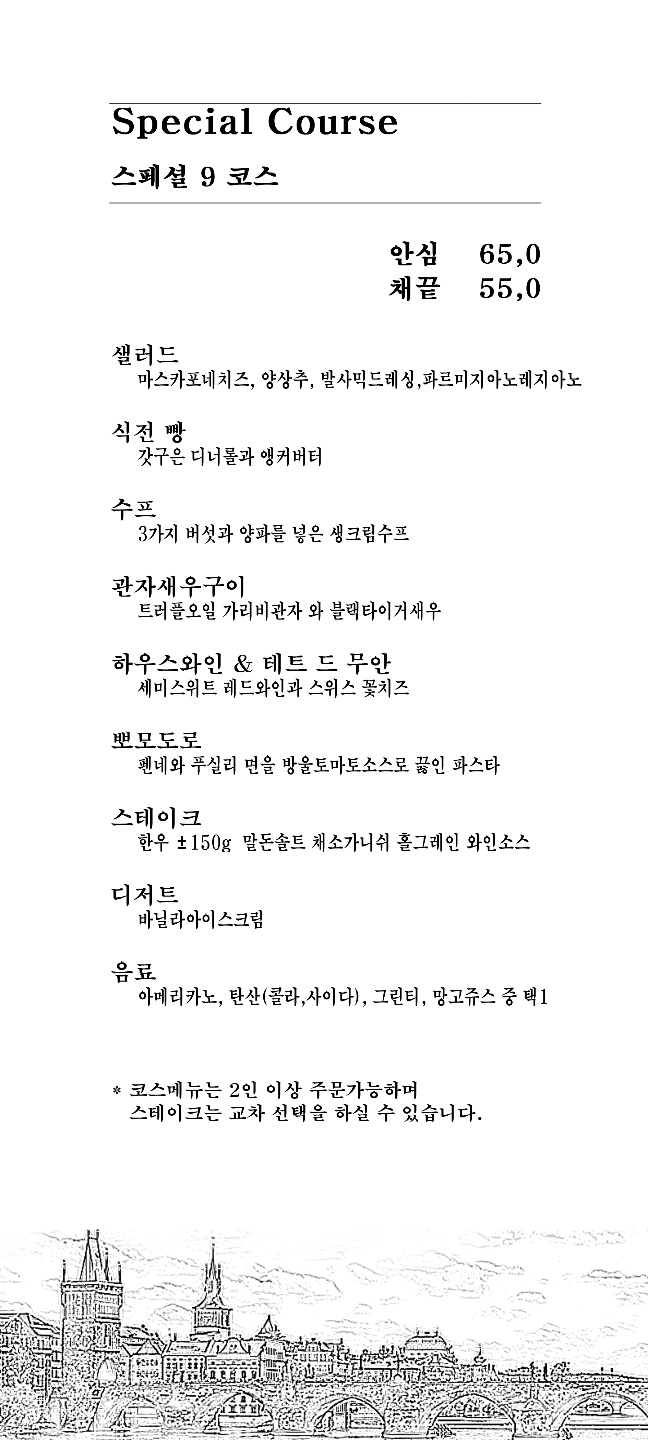 Special Course
스페셜 9 코스
안심 65,0
채끝 55,0
샐러드
마스카포네치즈, 양상추, 발사믹드레싱,파르미지아노레지아노
식전 빵
갓구은 디너롤과 앵커버터
수프
3가지 버섯과 양파를 넣은 생크림수프
관자새우구이
트러플오일 가리비관자 와 블랙타이거새우
하우스와인 & 테트 드 무안
세미스위트 레드와인과 스위스 꽃치즈
뽀모도로
펜네와 푸실리 면을 방울토마토소스로 끓인 파스타
스테이크
한우 ±150g 말돈솔트 채소가니쉬 홀그레인 와인소스
디저트
바닐라아이스크림
음료
아메리카노, 탄산(콜라,사이다), 그린티, 망고쥬스 중 택1
* 코스메뉴는 2인 이상 주문가능하며
스테이크는 교차 선택을 하실 수 있습니다.